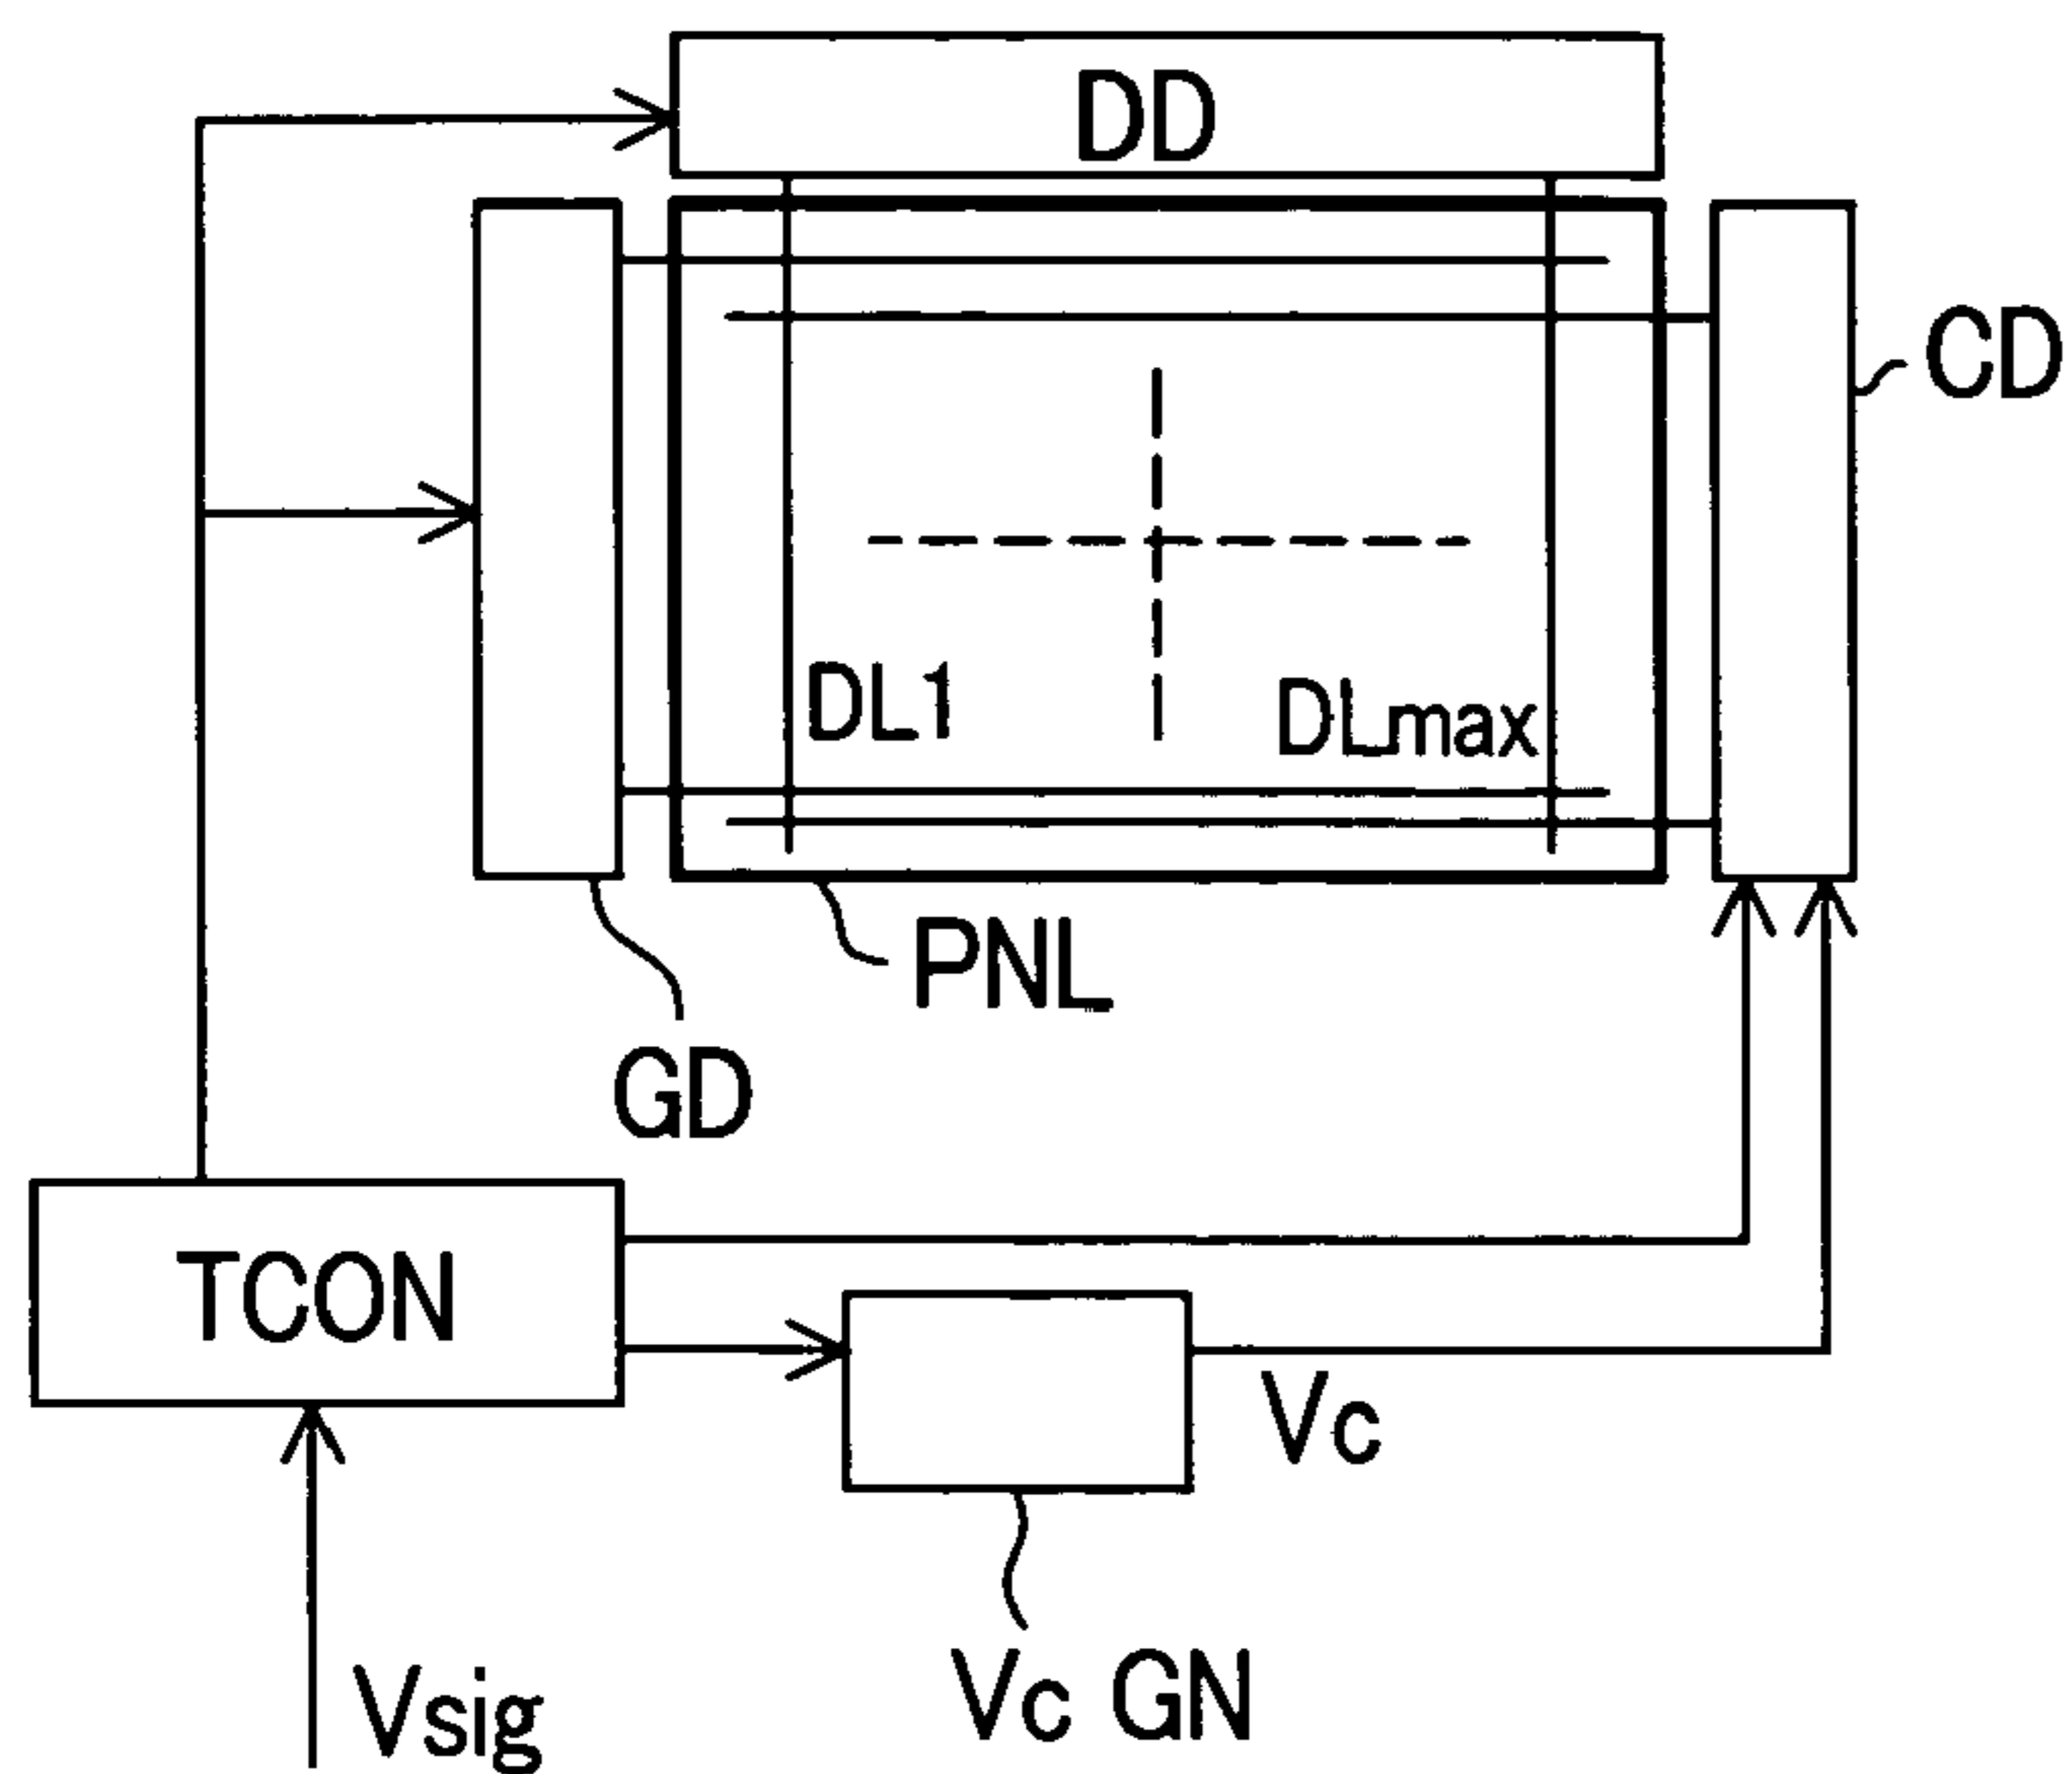 DD
CD
DL1
DLmax
PNL
GD
TCON
Vc
Vsig
Vc GN